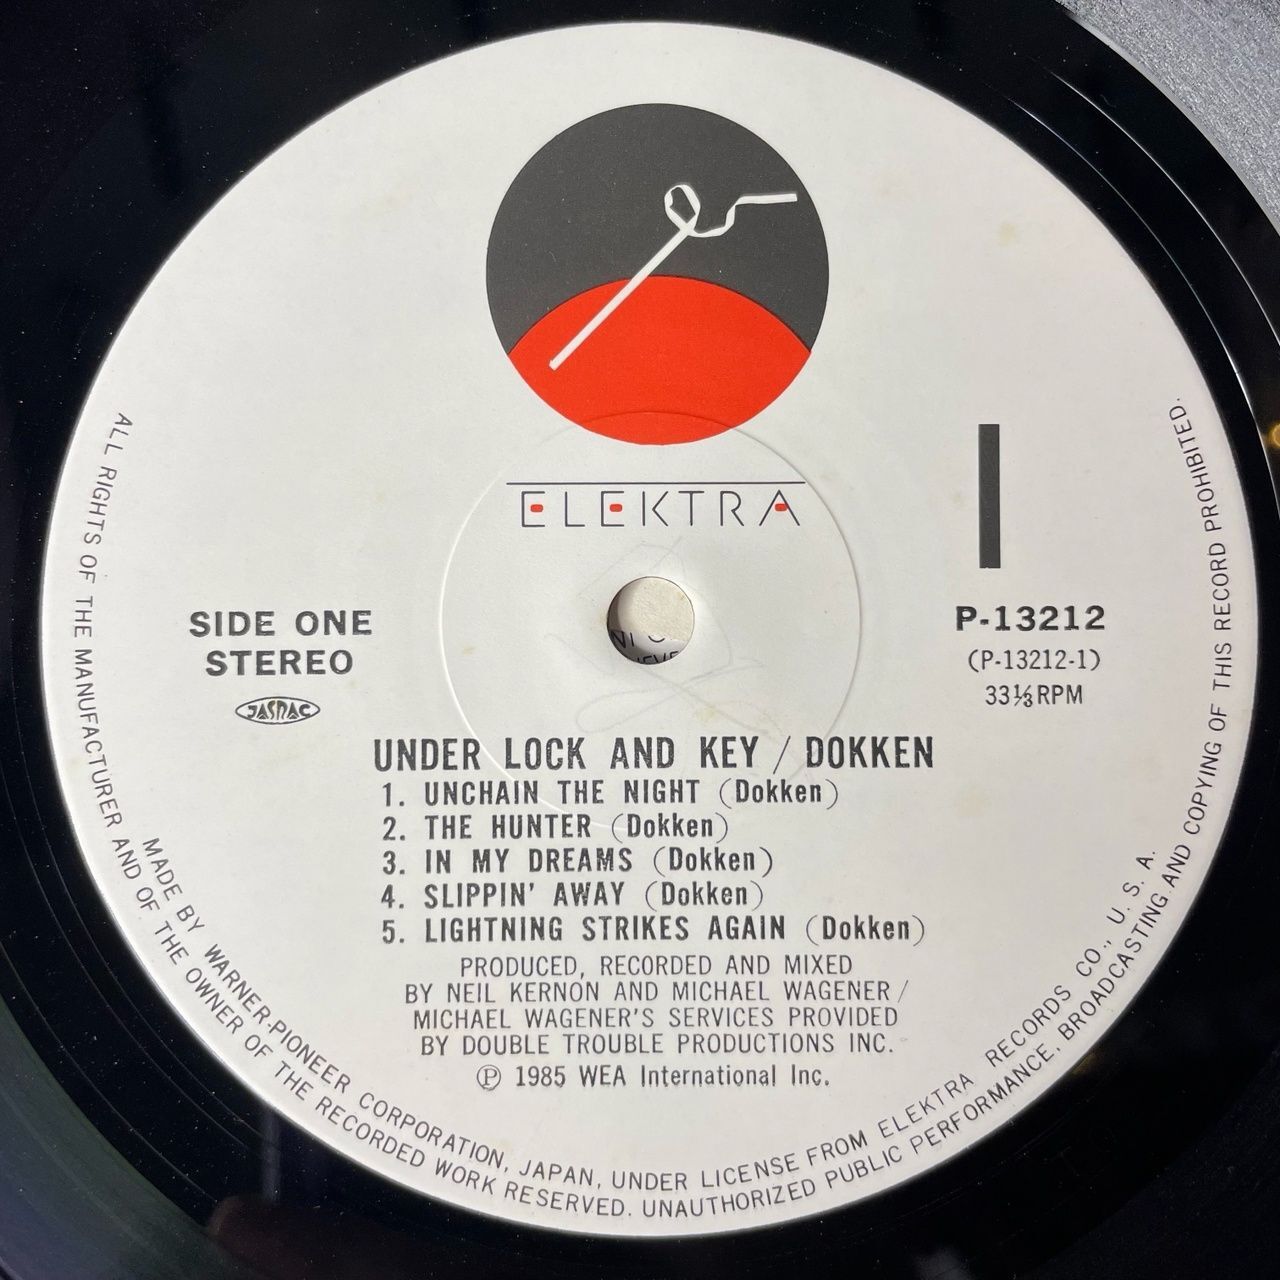 ELEKTRA
I
SIDE ONE
STEREO
JASRAC
P-13212
(P-13212-1)
33⅓RPM
UNDER LOCK AND KEY / DOKKEN
1. UNCHAIN THE NIGHT (Dokken)
2. THE HUNTER (Dokken)
3. IN MY DREAMS (Dokken)
4. SLIPPIN' AWAY (Dokken)
5. LIGHTNING STRIKES AGAIN (Dokken)
PRODUCED, RECORDED AND MIXED
BY NEIL KERNON AND MICHAEL WAGENER /
MICHAEL WAGENER'S SERVICES PROVIDED
BY DOUBLE TROUBLE PRODUCTIONS INC.
Ⓟ 1985 WEA International Inc.
MADE BY WARNER-PIONEER CORPORATION, JAPAN, UNDER LICENSE FROM ELEKTRA RECORDS CO., U. S. A.
ALL RIGHTS OF THE MANUFACTURER AND OF THE OWNER OF THE RECORDED WORK RESERVED. UNAUTHORIZED PUBLIC PERFORMANCE. BROADCASTING AND COPYING OF THIS RECORD PROHIBITED.